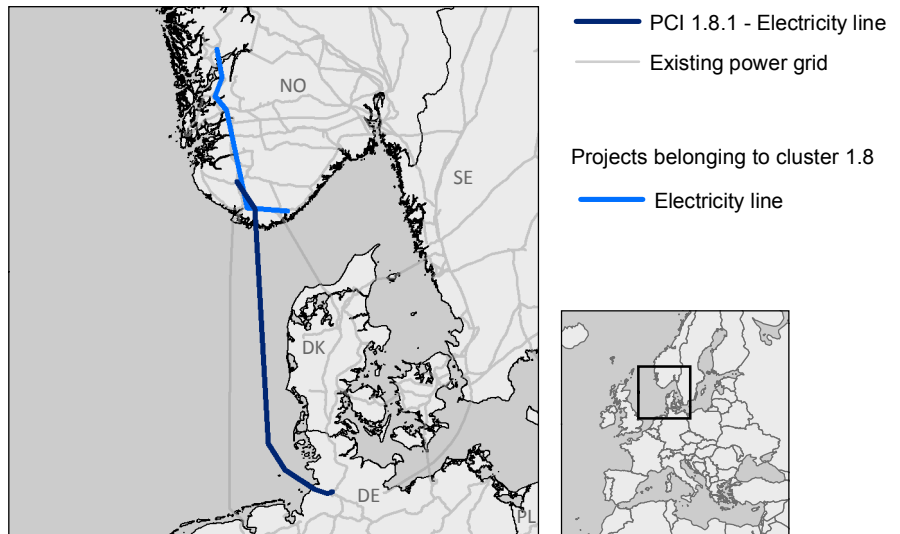 PCI 1.8.1 - Electricity line
Existing power grid
Projects belonging to cluster 1.8
Electricity line
NO
SE
DK
DE
PL